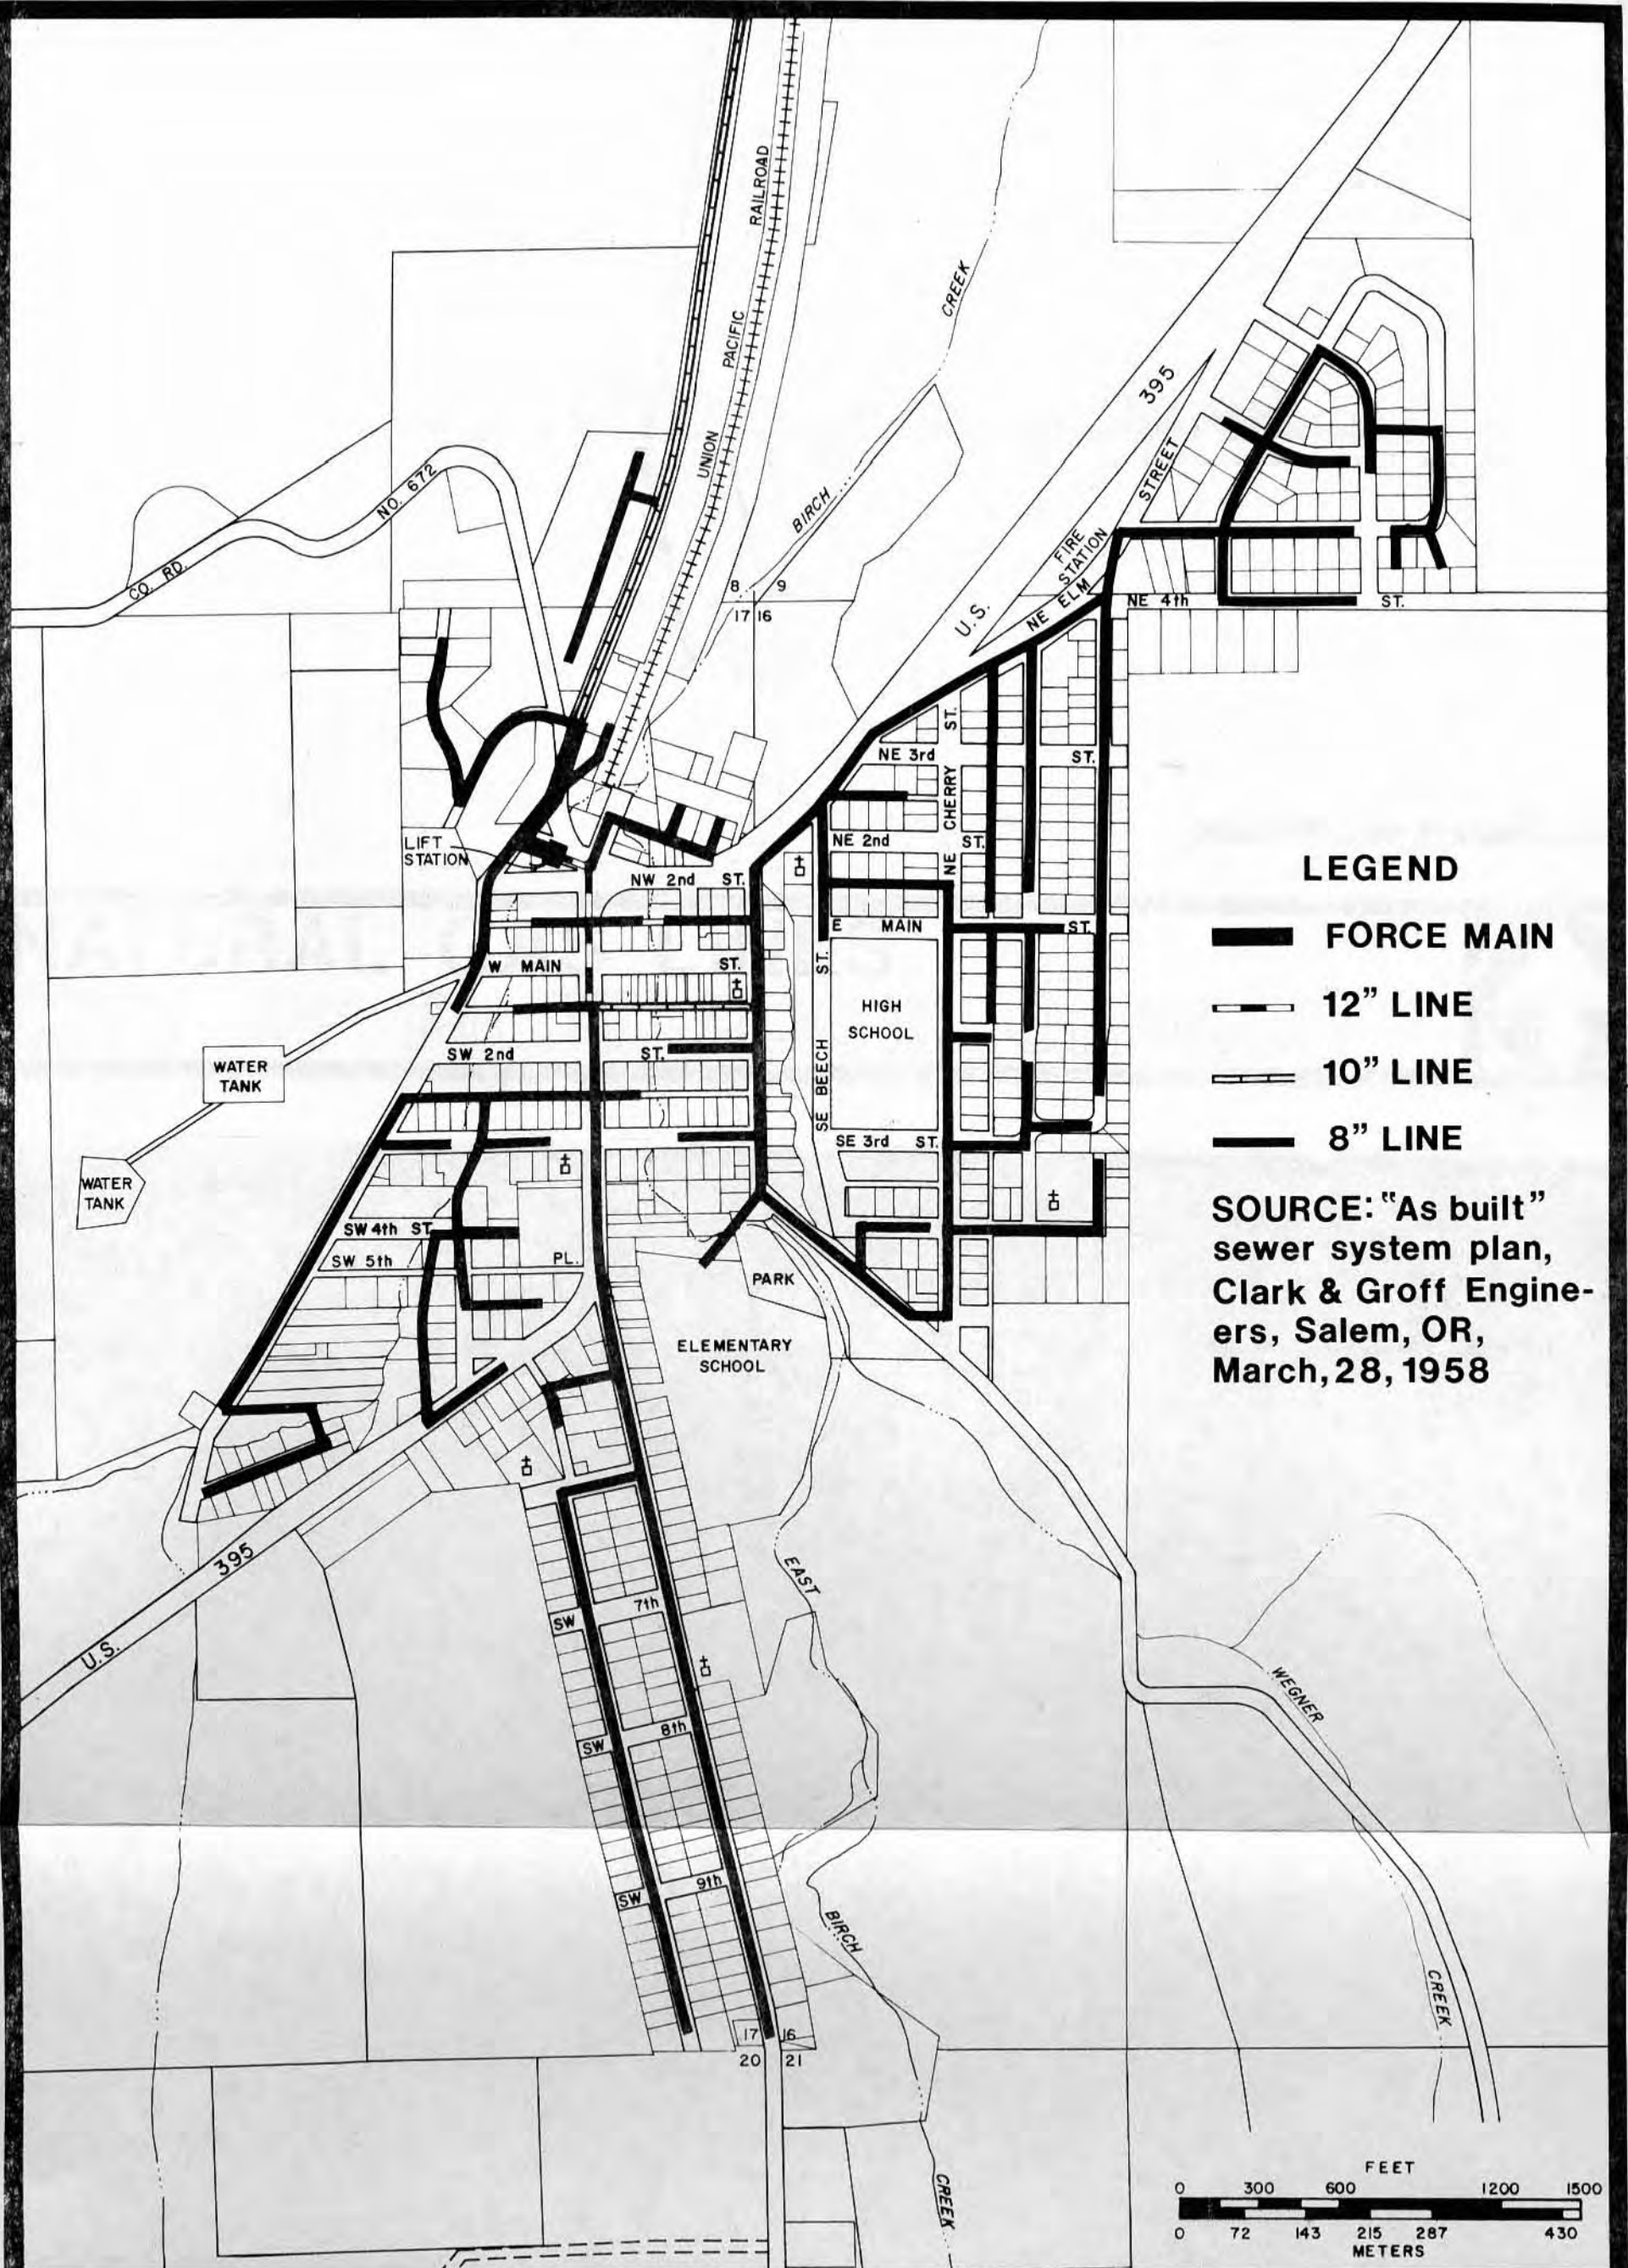 RAILROAD
PACIFIC
UNION
CREEK
BIRCH
395
U.S.
STREET
FIRE
STATION
NE ELM
NE 4th
ST.
CO. RD.
NO. 672
8
9
17
16
NE 3rd
ST.
ST.
NE CHERRY
NE 2nd
ST.
LIFT
STATION
NW 2nd
ST.
E MAIN
ST.
W MAIN
ST.
SE BEECH
ST.
HIGH
SCHOOL
SW 2nd
ST.
WATER
TANK
WATER
TANK
SE 3rd
ST.
SW 4th
ST.
SW 5th
PL.
PARK
ELEMENTARY
SCHOOL
LEGEND
FORCE MAIN
12” LINE
10” LINE
8” LINE
SOURCE: “As built”
sewer system plan,
Clark & Groff Engine-
ers, Salem, OR,
March, 28, 1958
395
U.S.
SW
7th
SW
8th
SW
9th
EAST
BIRCH
CREEK
WEGNER
CREEK
17
16
20
21
FEET
0 300 600 1200 1500
0 72 143 215 287 430
METERS